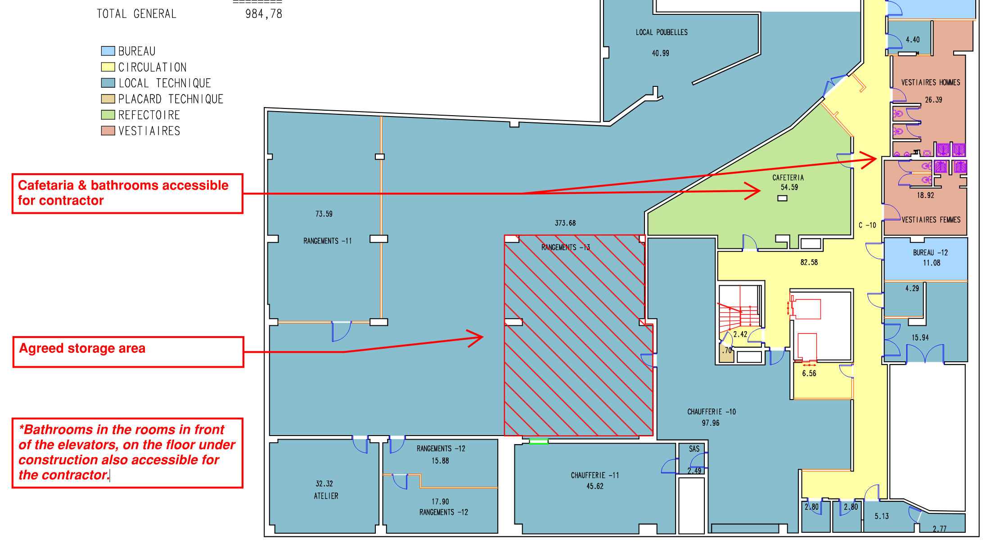 ========
TOTAL GENERAL 984,78
BUREAU
CIRCULATION
LOCAL TECHNIQUE
PLACARD TECHNIQUE
REFECTOIRE
VESTIAIRES
LOCAL POUBELLES
40.99
4.40
VESTIAIRES HOMMES
26.39
Cafetaria & bathrooms accessible
for contractor
CAFETERIA
54.59
18.92
VESTIAIRES FEMMES
73.59
RANGEMENTS -11
373.68
RANGEMENTS -13
C -10
BUREAU -12
11.08
82.58
4.29
2.42
.70
15.94
6.56
Agreed storage area
CHAUFFERIE -10
97.96
*Bathrooms in the rooms in front
of the elevators, on the floor under
construction also accessible for
the contractor.
RANGEMENTS -12
15.88
SAS
2.49
32.32
ATELIER
17.90
RANGEMENTS -12
CHAUFFERIE -11
45.62
2.80
2.80
5.13
2.77